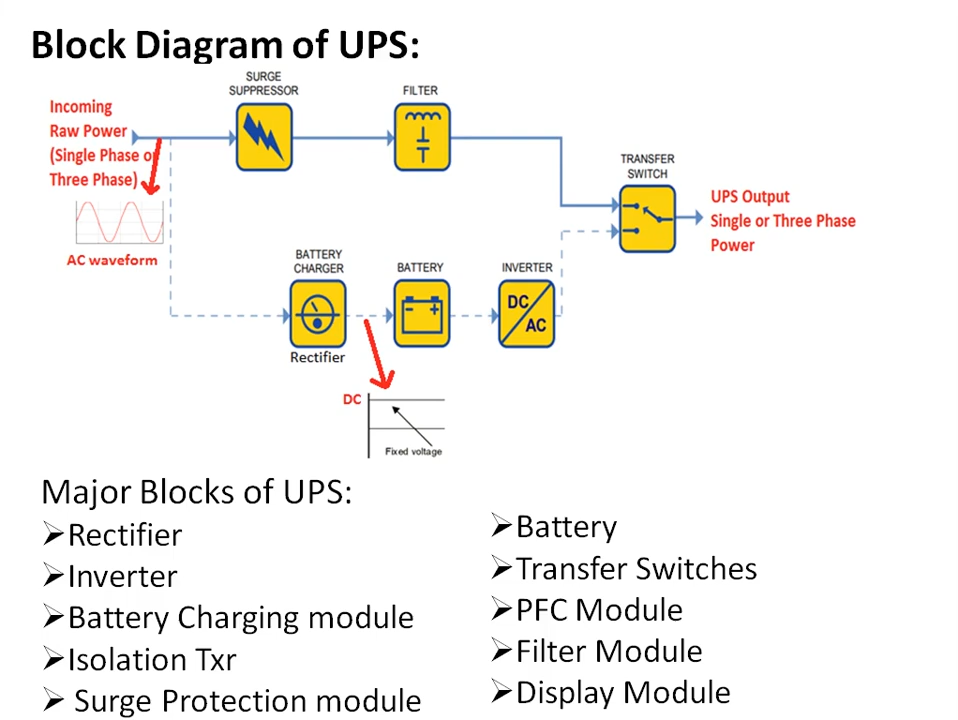 Block Diagram of UPS:
SURGE
SUPPRESSOR
FILTER
Incoming
Raw Power
(Single Phase or
Three Phase)
TRANSFER
SWITCH
UPS Output
Single or Three Phase
Power
AC waveform
BATTERY
CHARGER
BATTERY
INVERTER
DC
AC
Rectifier
DC
Fixed voltage
Major Blocks of UPS:
➢Rectifier
➢Inverter
➢Battery Charging module
➢Isolation Txr
➢ Surge Protection module
➢Battery
➢Transfer Switches
➢PFC Module
➢Filter Module
➢Display Module